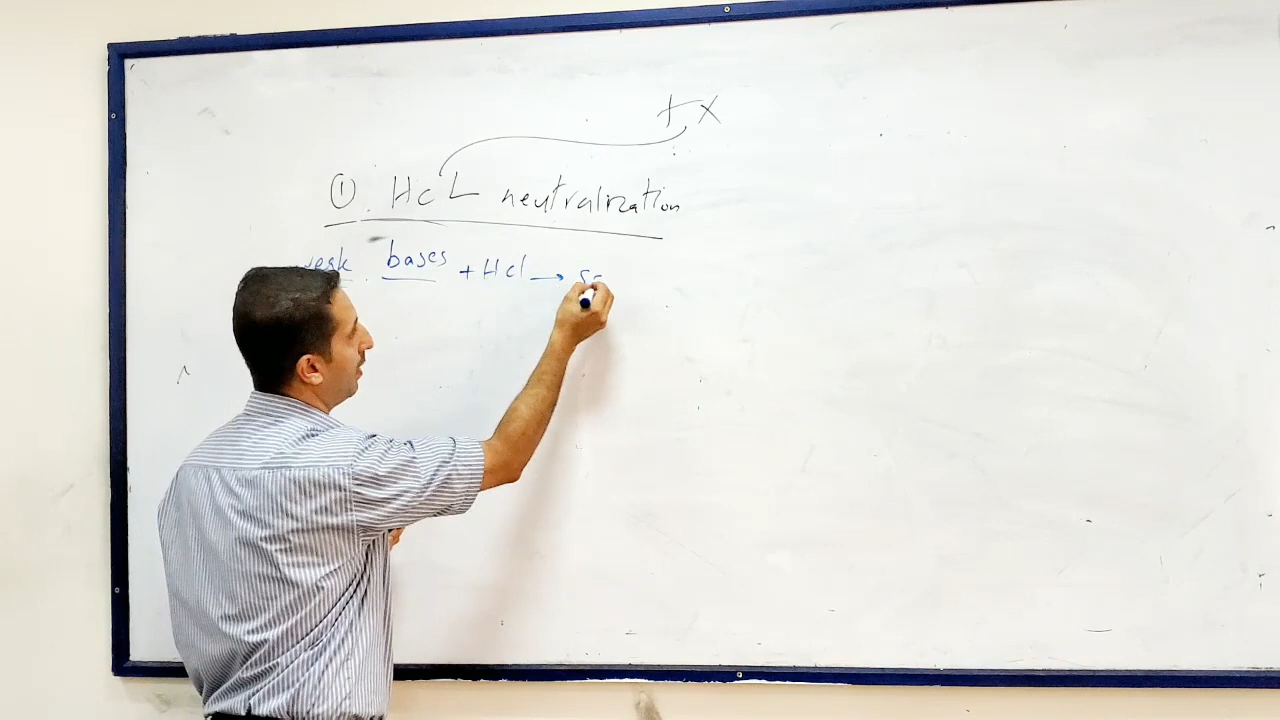 ① . HcL neutralization
bases + Hcl →